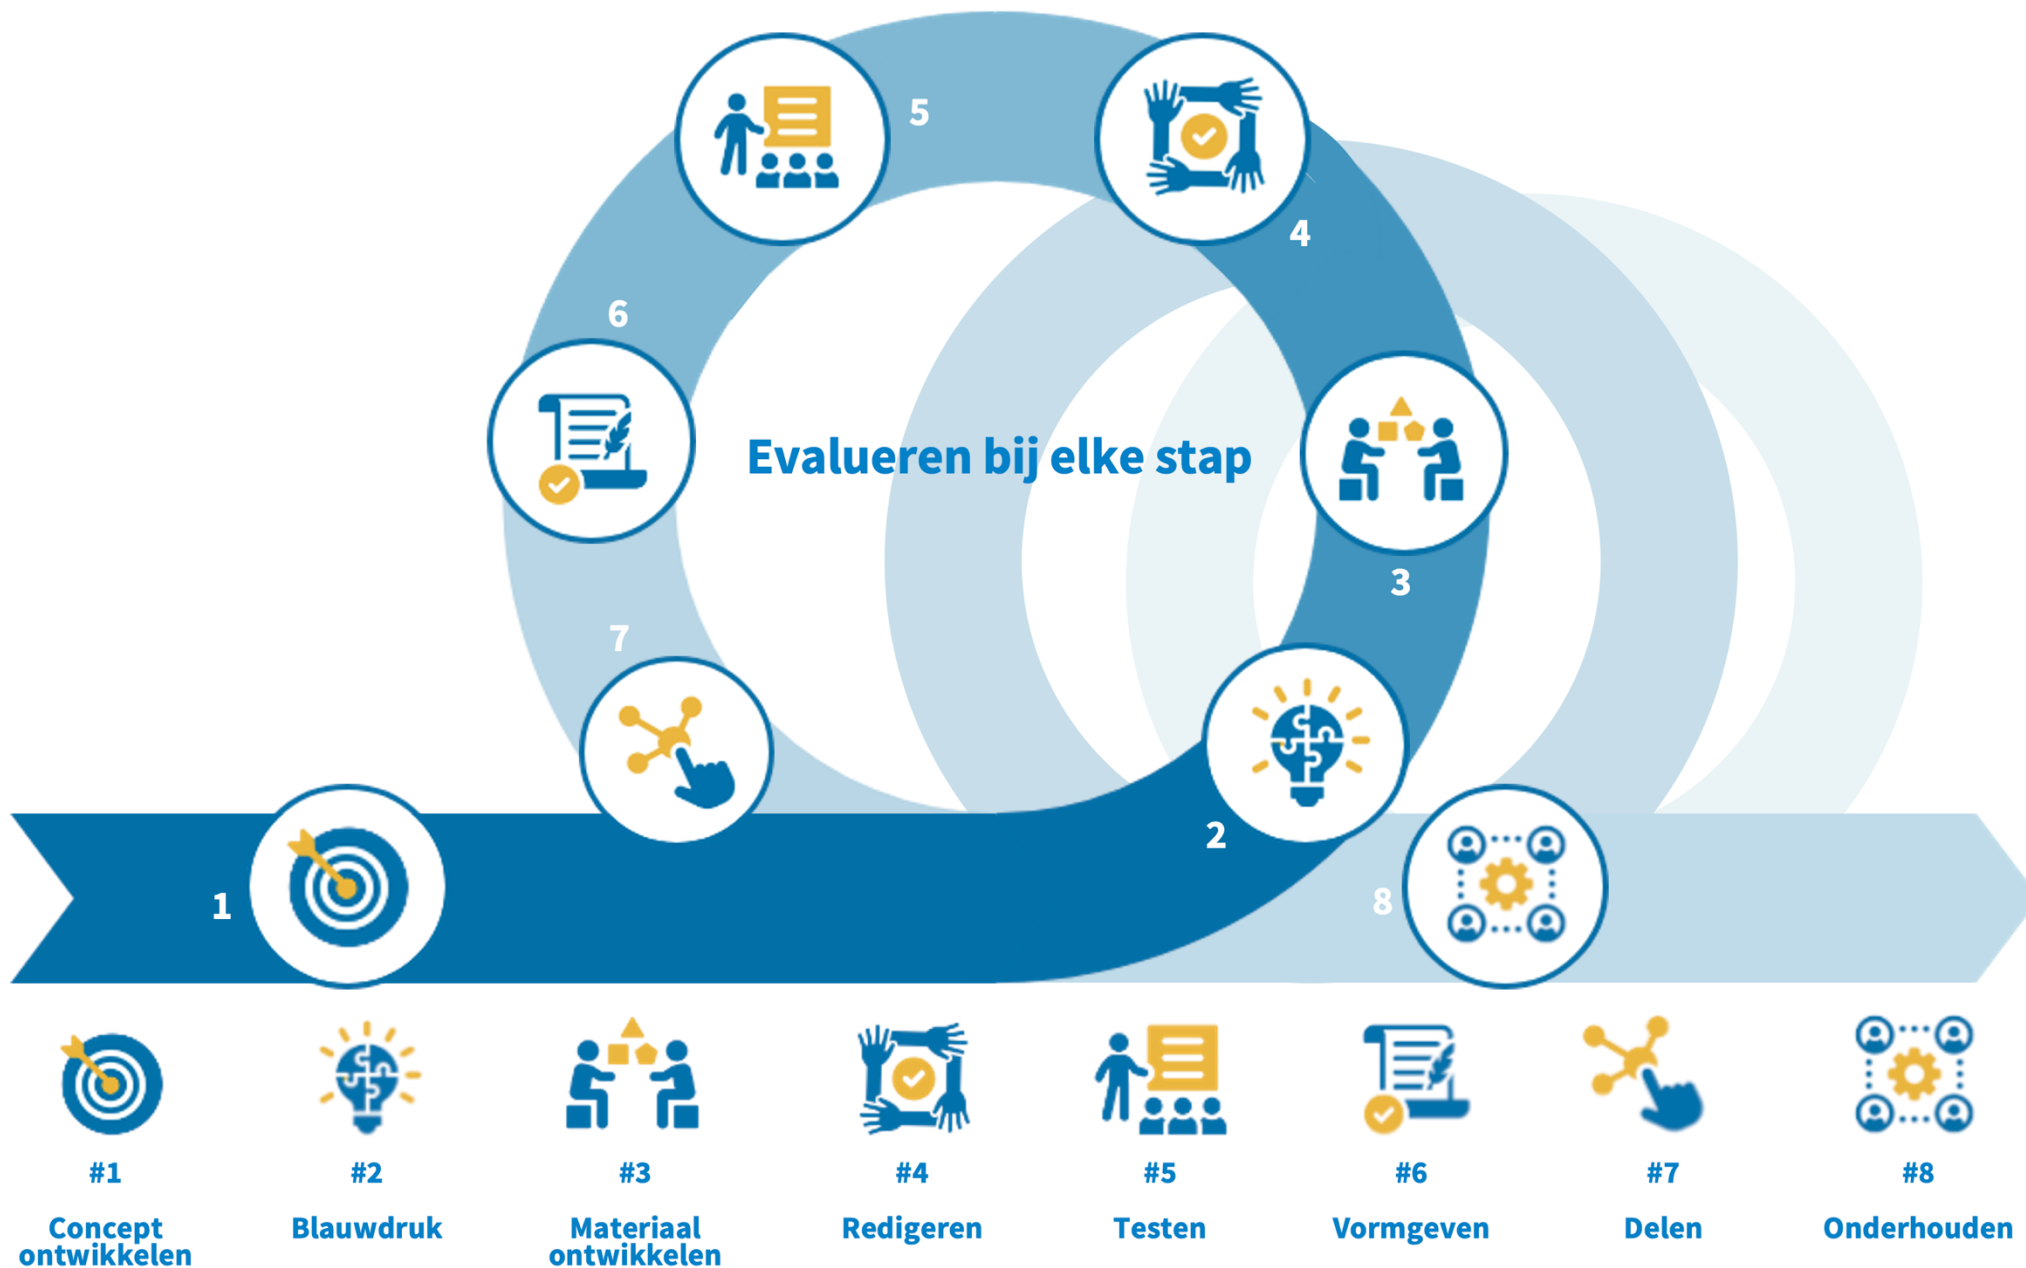 5
4
6
Evalueren bij elke stap
3
7
2
8
1
#1
#2
#3
#4
#5
#6
#7
#8
Concept
ontwikkelen
Blauwdruk
Materiaal
ontwikkelen
Redigeren
Testen
Vormgeven
Delen
Onderhouden